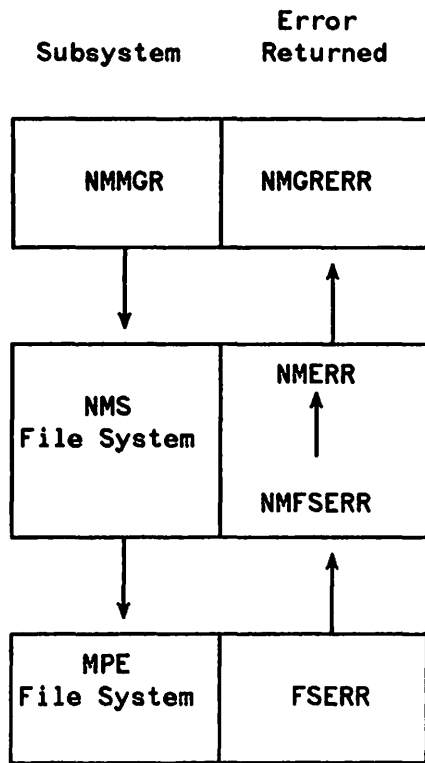 Subsystem
Error
Returned
NMMGR
NMGRERR
NMS
File System
NMERR
NMFSERR
MPE
File System
FSERR